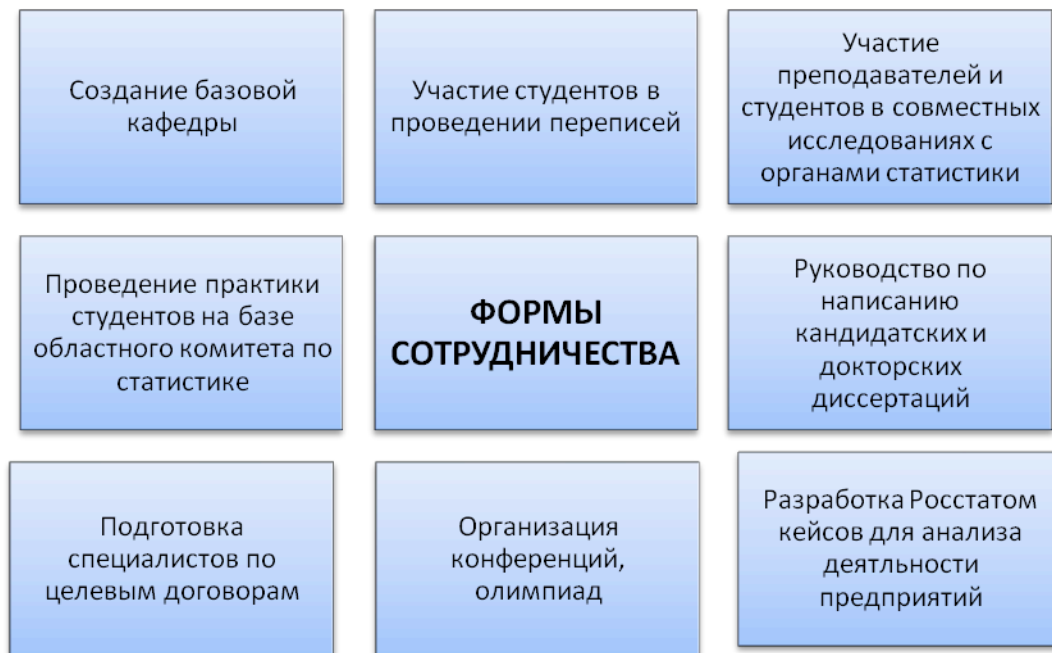 Создание базовой
кафедры
Участие студентов в
проведении переписей
Участие
преподавателей и
студентов в совместных
исследованиях с
органами статистики
Проведение практики
студентов на базе
областного комитета по
статистике
ФОРМЫ
СОТРУДНИЧЕСТВА
Руководство по
написанию
кандидатских и
докторских
диссертаций
Подготовка
специалистов по
целевым договорам
Организация
конференций,
олимпиад
Разработка Росстатом
кейсов для анализа
деятльности
предприятий